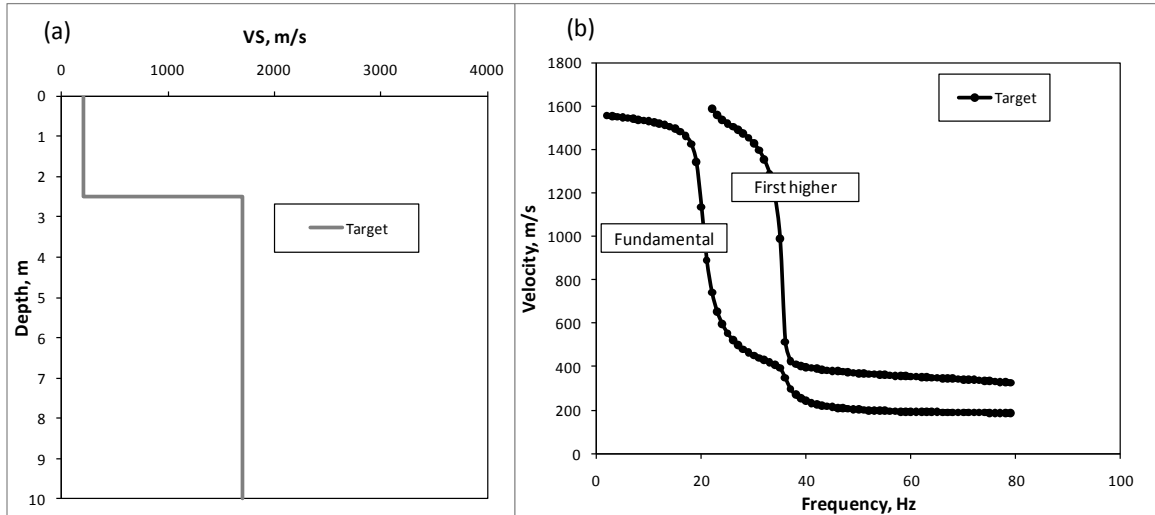 (a)
VS, m/s
0 1000 2000 3000 4000
0
1
2
3
4
5
6
7
8
9
10
Depth, m
Target
(b)
1800
1600
1400
1200
1000
800
600
400
200
0
Velocity, m/s
Target
First higher
Fundamental
0 20 40 60 80 100
Frequency, Hz